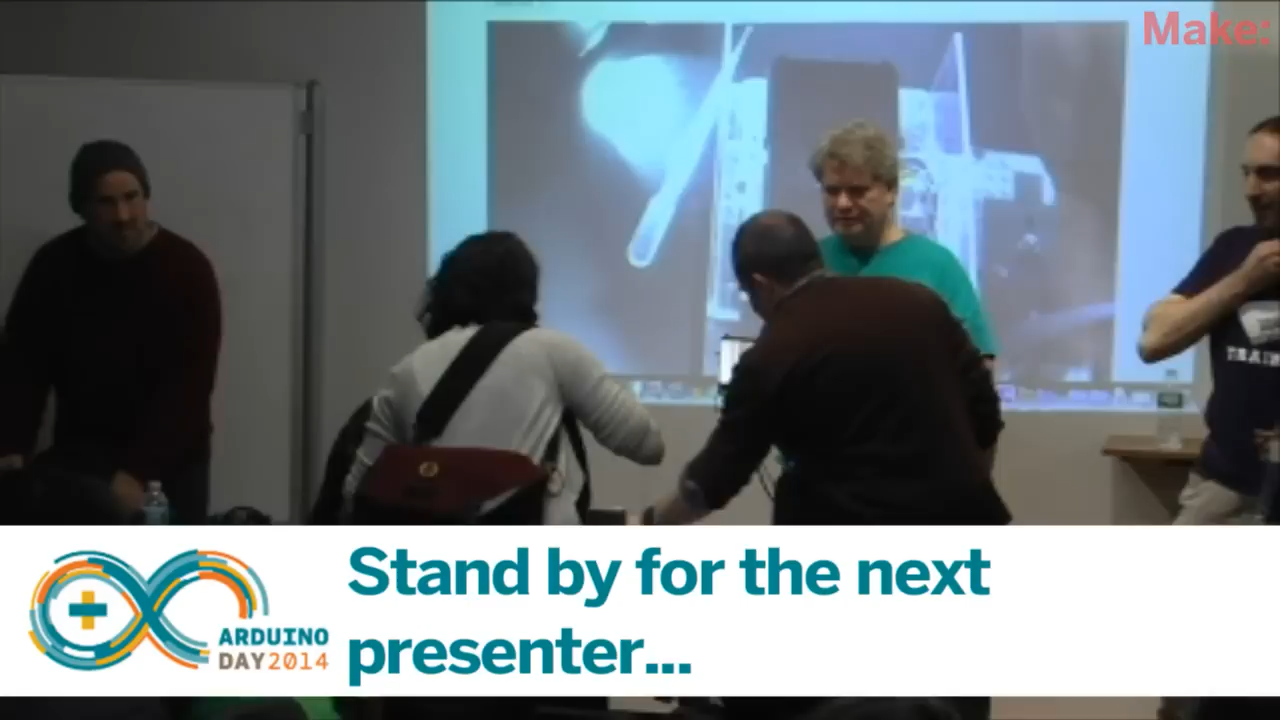 Make:
Stand by for the next
presenter...
ARDUINO
DAY2014